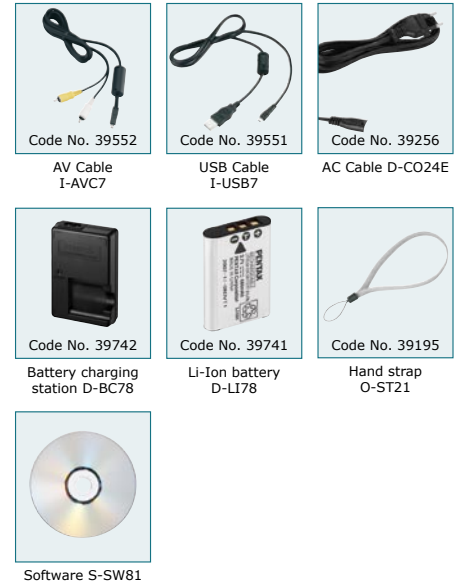 Code No. 39552
AV Cable
I-AVC7
Code No. 39551
USB Cable
I-USB7
Code No. 39256
AC Cable D-CO24E
Code No. 39742
Battery charging
station D-BC78
PENTAX
Code No. 39741
Li-Ion battery
D-LI78
Code No. 39195
Hand strap
O-ST21
Software S-SW81